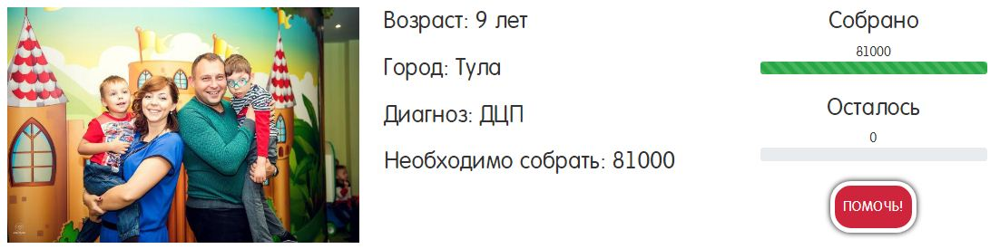 Возраст: 9 лет
Город: Тула
Диагноз: ДЦП
Необходимо собрать: 81000
Собрано
81000
Осталось
0
ПОМОЧЬ!